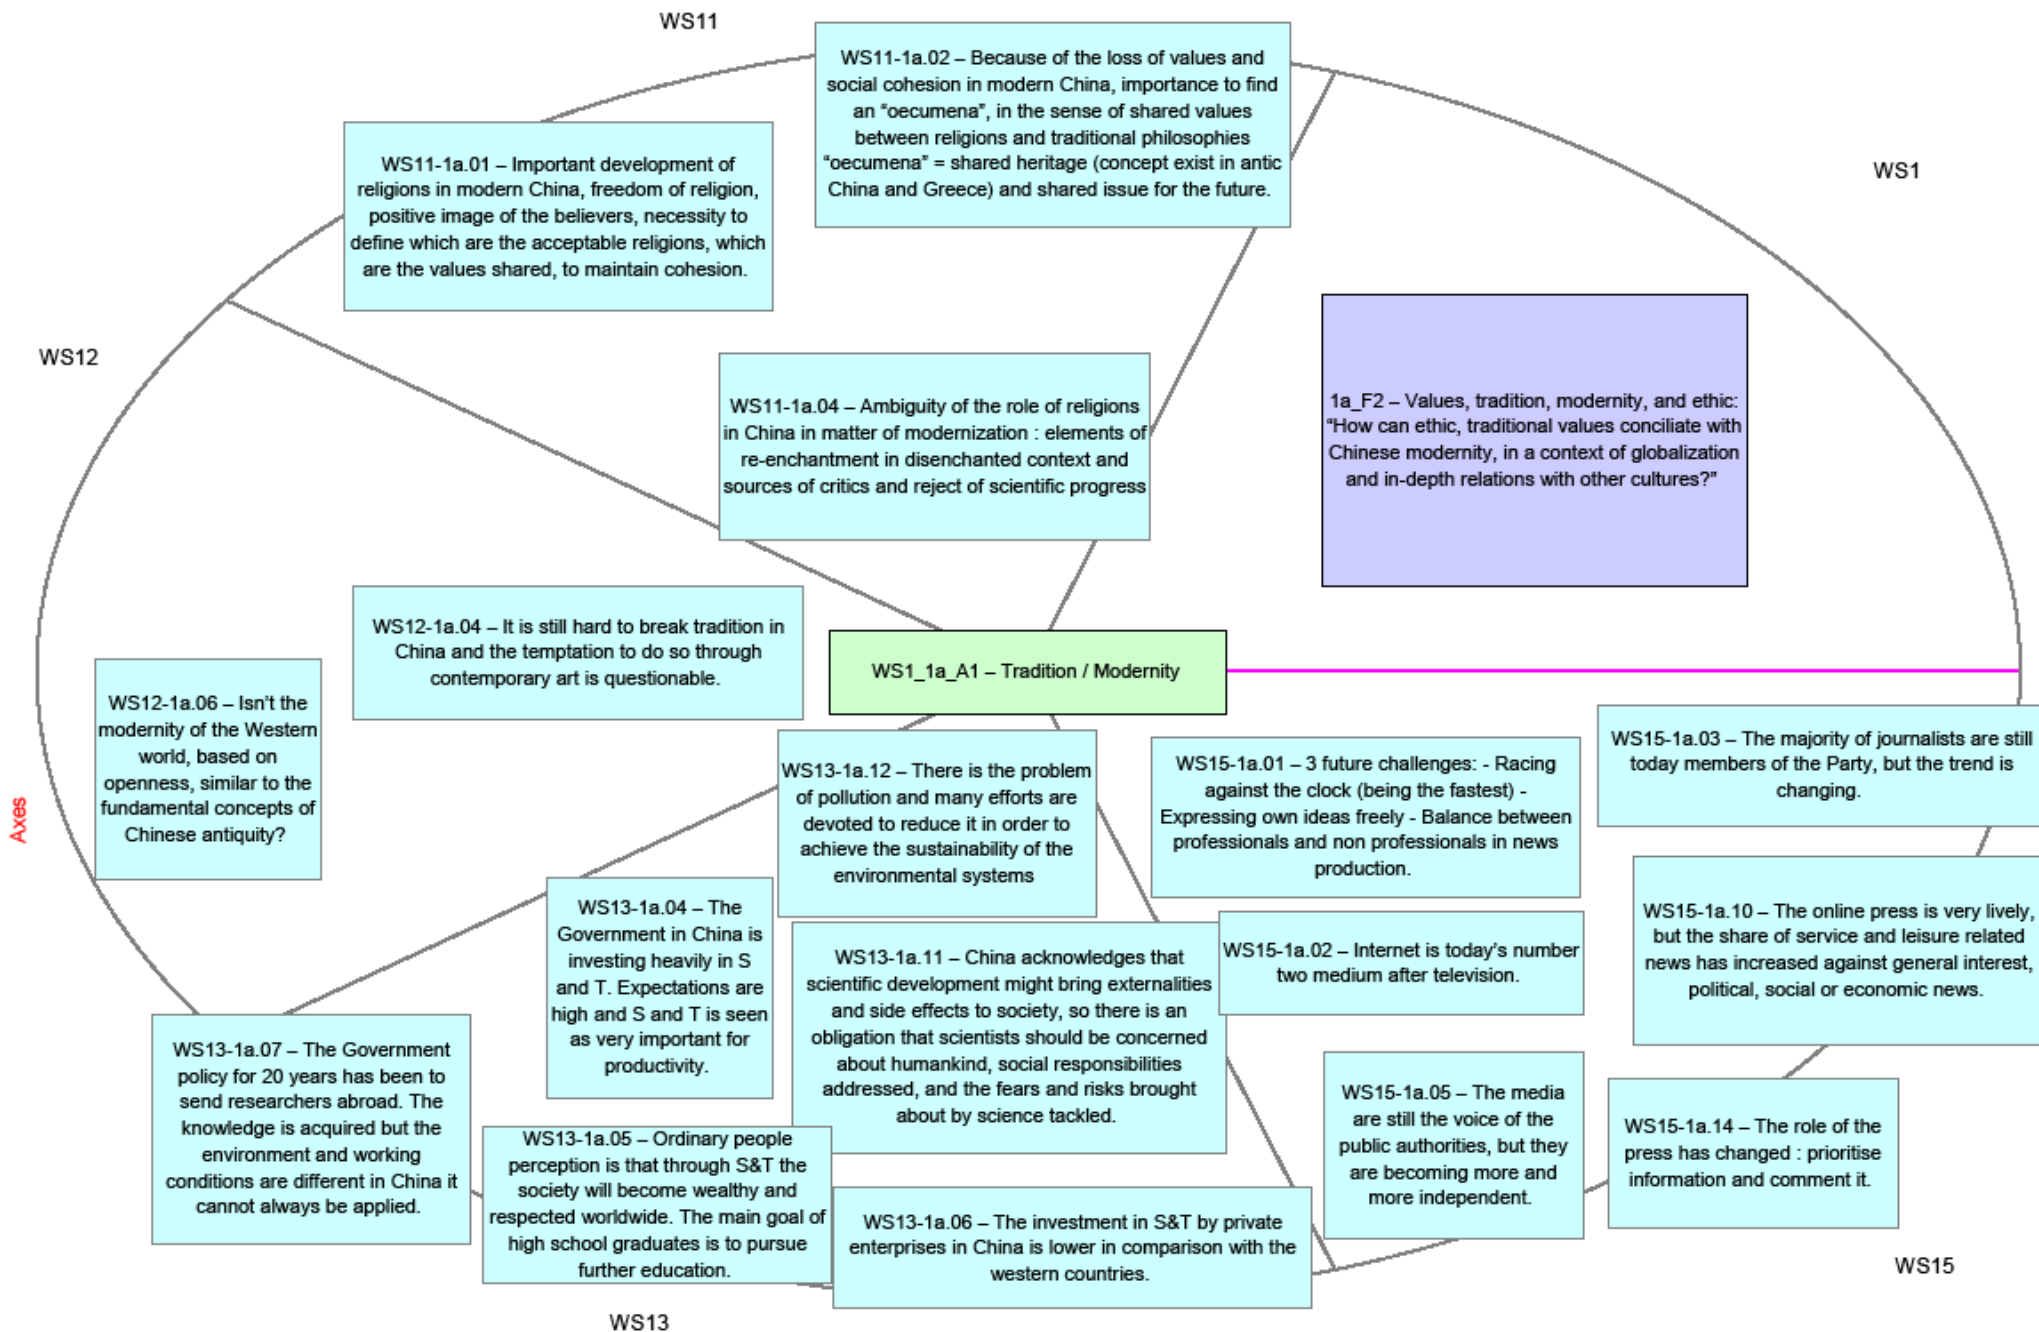 WS11
WS11-1a.02 – Because of the loss of values and
social cohesion in modern China, importance to find
an “oecumena”, in the sense of shared values
between religions and traditional philosophies
“oecumena” = shared heritage (concept exist in antic
China and Greece) and shared issue for the future.
WS1
WS11-1a.01 – Important development of
religions in modern China, freedom of religion,
positive image of the believers, necessity to
define which are the acceptable religions, which
are the values shared, to maintain cohesion.
WS12
WS11-1a.04 – Ambiguity of the role of religions
in China in matter of modernization : elements of
re-enchantment in disenchanted context and
sources of critics and reject of scientific progress
1a_F2 – Values, tradition, modernity, and ethic:
“How can ethic, traditional values conciliate with
Chinese modernity, in a context of globalization
and in-depth relations with other cultures?”
WS12-1a.04 – It is still hard to break tradition in
China and the temptation to do so through
contemporary art is questionable.
WS1_1a_A1 – Tradition / Modernity
WS12-1a.06 – Isn’t the
modernity of the Western
world, based on
openness, similar to the
fundamental concepts of
Chinese antiquity?
Axes
WS13-1a.12 – There is the problem
of pollution and many efforts are
devoted to reduce it in order to
achieve the sustainability of the
environmental systems
WS15-1a.01 – 3 future challenges: - Racing
against the clock (being the fastest) -
Expressing own ideas freely - Balance between
professionals and non professionals in news
production.
WS15-1a.03 – The majority of journalists are still
today members of the Party, but the trend is
changing.
WS13-1a.04 – The
Government in China is
investing heavily in S
and T. Expectations are
high and S and T is seen
as very important for
productivity.
WS13-1a.11 – China acknowledges that
scientific development might bring externalities
and side effects to society, so there is an
obligation that scientists should be concerned
about humankind, social responsibilities
addressed, and the fears and risks brought
about by science tackled.
WS15-1a.02 – Internet is today’s number
two medium after television.
WS15-1a.10 – The online press is very lively,
but the share of service and leisure related
news has increased against general interest,
political, social or economic news.
WS13-1a.07 – The Government
policy for 20 years has been to
send researchers abroad. The
knowledge is acquired but the
environment and working
conditions are different in China it
cannot always be applied.
WS13-1a.05 – Ordinary people
perception is that through S&T the
society will become wealthy and
respected worldwide. The main goal of
high school graduates is to pursue
further education.
WS13-1a.06 – The investment in S&T by private
enterprises in China is lower in comparison with the
western countries.
WS15-1a.05 – The media
are still the voice of the
public authorities, but they
are becoming more and
more independent.
WS15-1a.14 – The role of the
press has changed : prioritise
information and comment it.
WS15
WS13